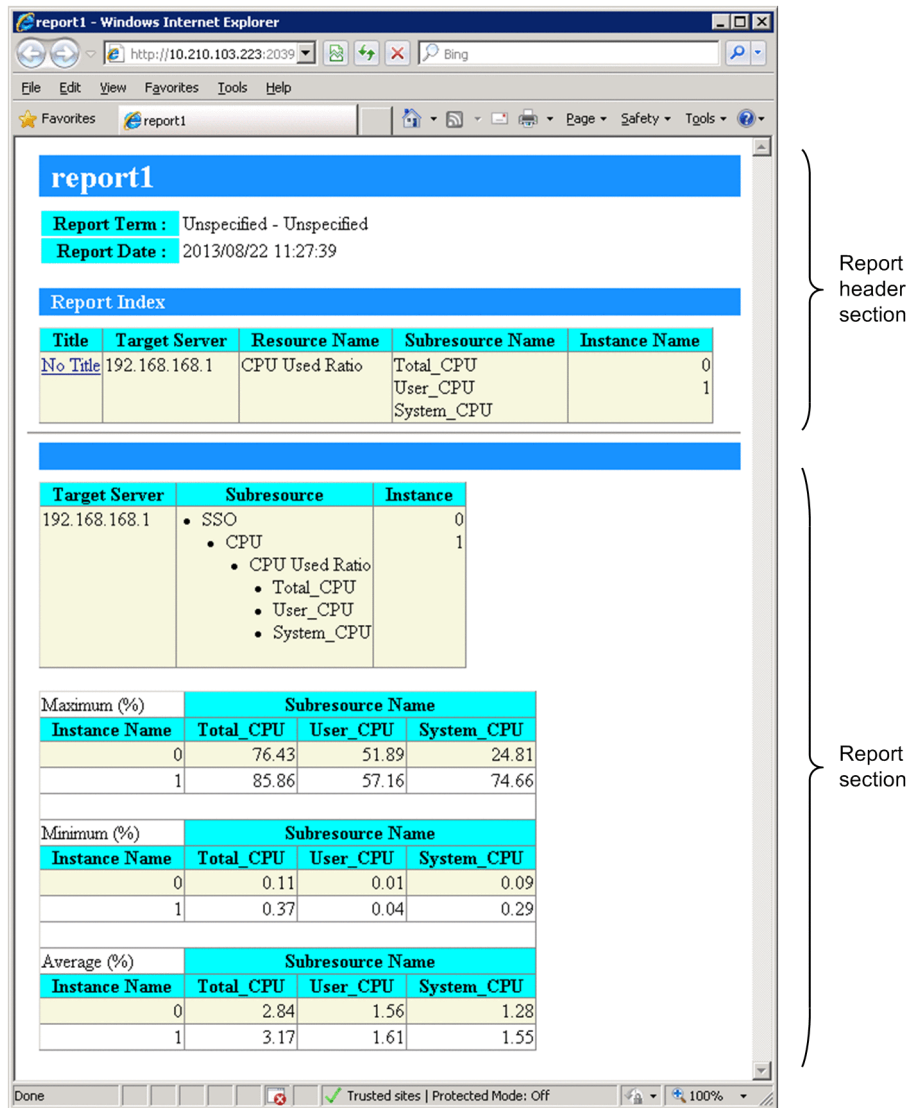 report1 - Windows Internet Explorer
http://10.210.103.223:2039
Bing
File Edit View Favorites Tools Help
Favorites report1 Page Safety Tools
report1
Report Term : Unspecified - Unspecified
Report Date : 2013/08/22 11:27:39
Report Index
Title Target Server Resource Name Subresource Name Instance Name
No Title 192.168.168.1 CPU Used Ratio Total_CPU 0
User_CPU 1
System_CPU
Report
header
section
Target Server Subresource Instance
192.168.168.1 • SSO 0
• CPU 1
• CPU Used Ratio
• Total_CPU
• User_CPU
• System_CPU
Maximum (%) Subresource Name
Instance Name Total_CPU User_CPU System_CPU
0 76.43 51.89 24.81
1 85.86 57.16 74.66
Minimum (%) Subresource Name
Instance Name Total_CPU User_CPU System_CPU
0 0.11 0.01 0.09
1 0.37 0.04 0.29
Average (%) Subresource Name
Instance Name Total_CPU User_CPU System_CPU
0 2.84 1.56 1.28
1 3.17 1.61 1.55
Report
section
Done Trusted sites | Protected Mode: Off 100%